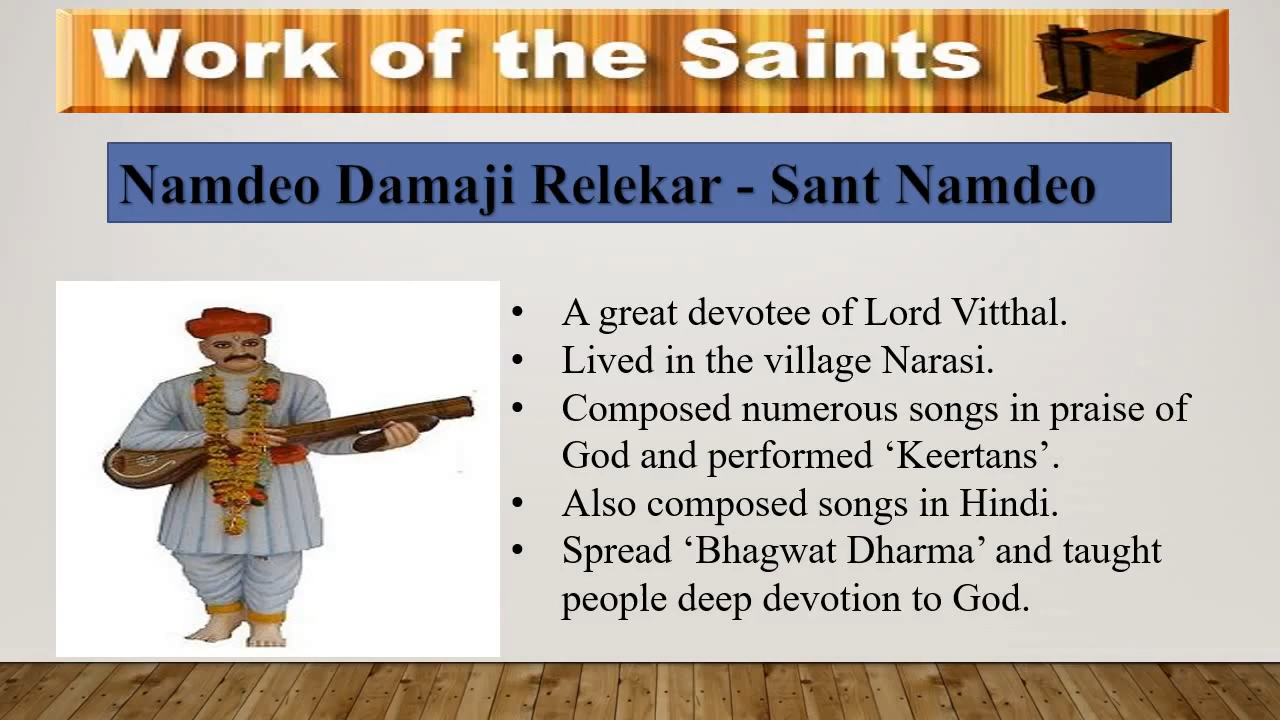 Work of the Saints
Namdeo Damaji Relekar - Sant Namdeo
• A great devotee of Lord Vitthal.
• Lived in the village Narasi.
• Composed numerous songs in praise of
God and performed ‘Keertans’.
• Also composed songs in Hindi.
• Spread ‘Bhagwat Dharma’ and taught
people deep devotion to God.